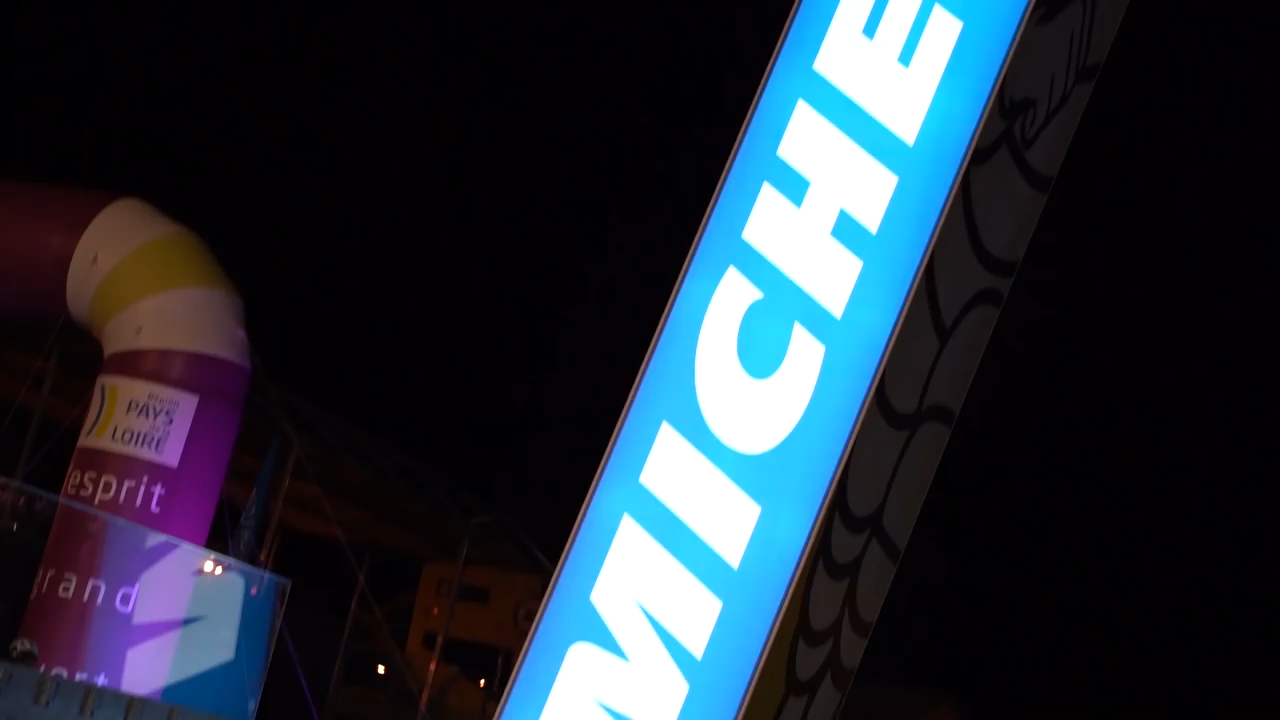 MICHE
Région
PAYS
de la
LOIRE
esprit
grand